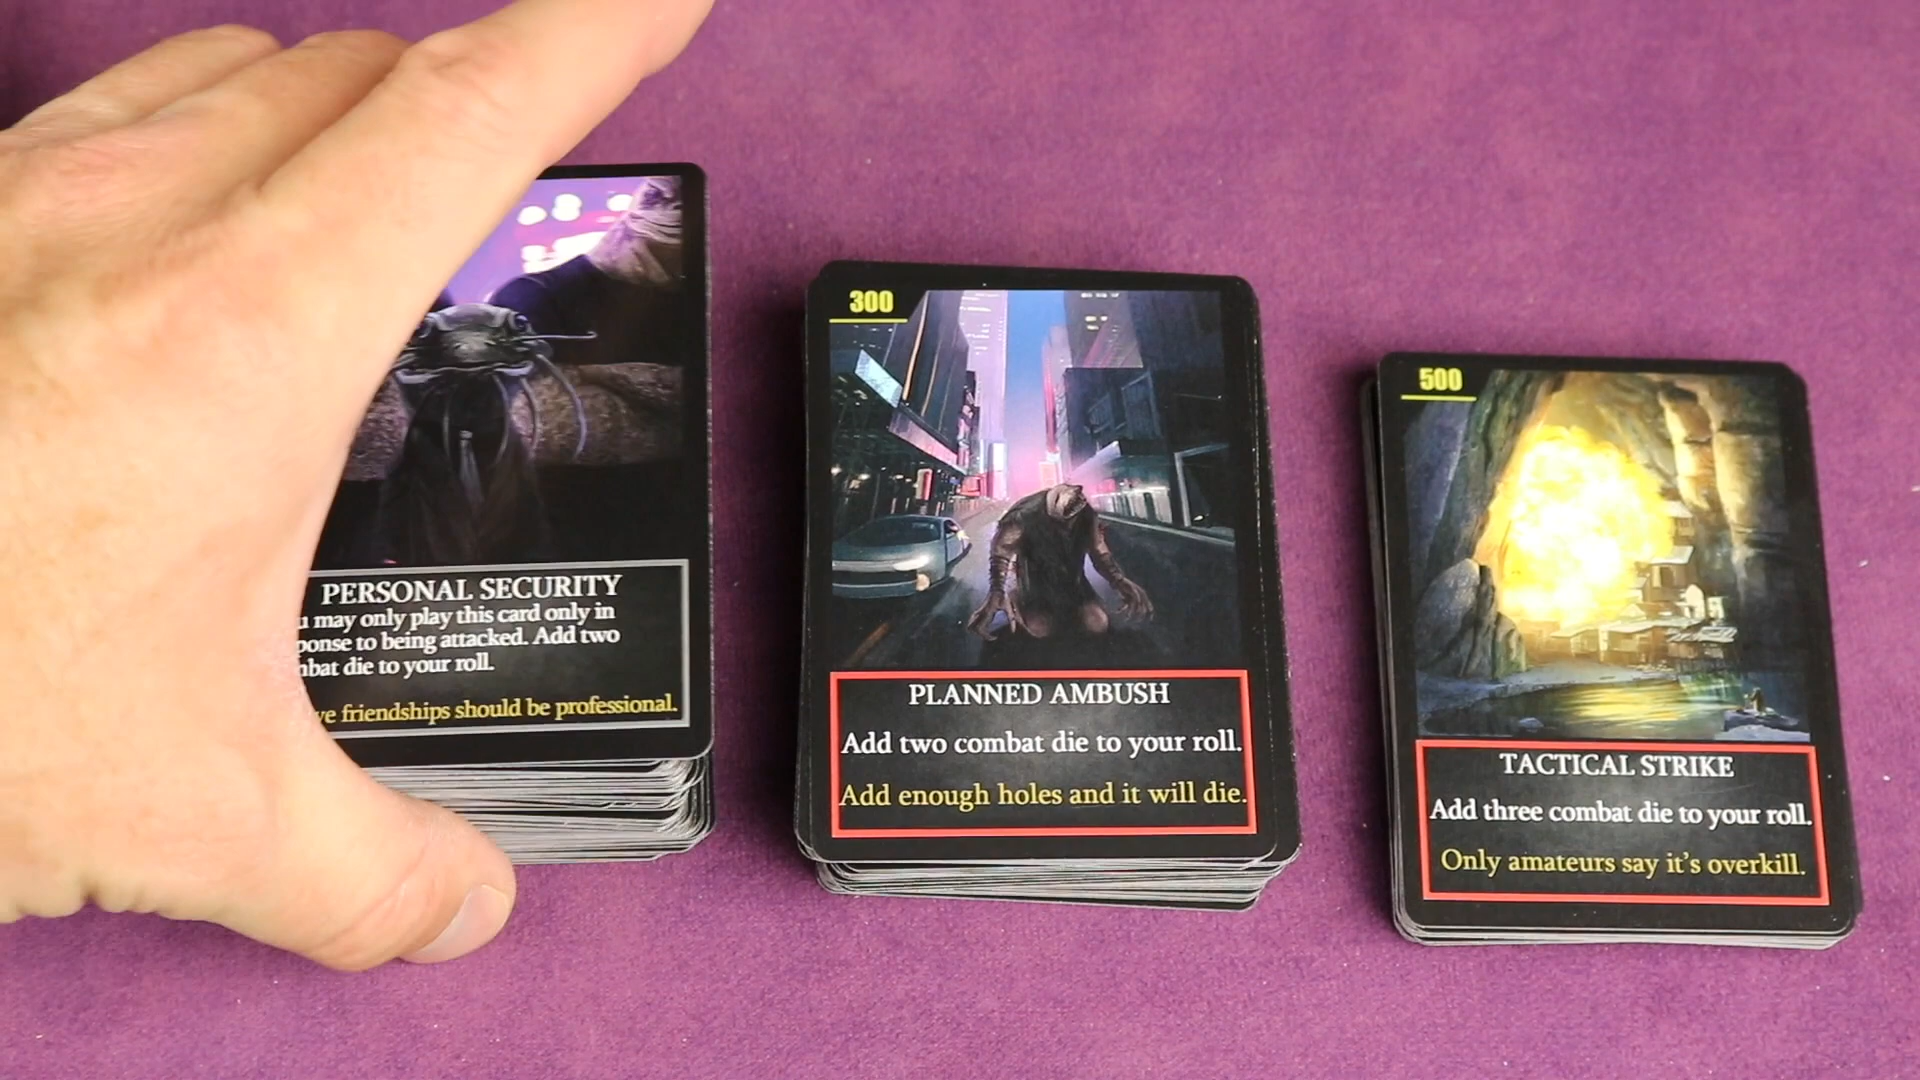 PERSONAL SECURITY
may only play this card only in
to being attacked. Add two
die to your roll.
friendships should be professional.
300
PLANNED AMBUSH
Add two combat die to your roll.
Add enough holes and it will die.
500
TACTICAL STRIKE
Add three combat die to your roll.
Only amateurs say it's overkill.